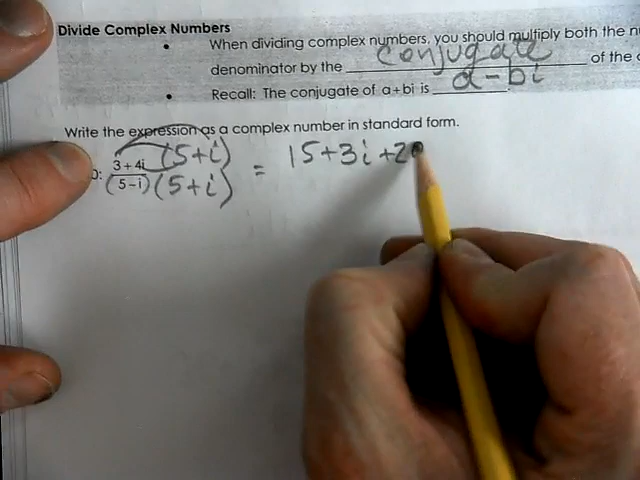 Divide Complex Numbers
• When dividing complex numbers, you should multiply both the
denominator by the conjugate of the
• Recall: The conjugate of a+bi is a-bi.
Write the expression as a complex number in standard form.
3 + 4i (5+i) = 15+3i+2
(5-i)(5+i)